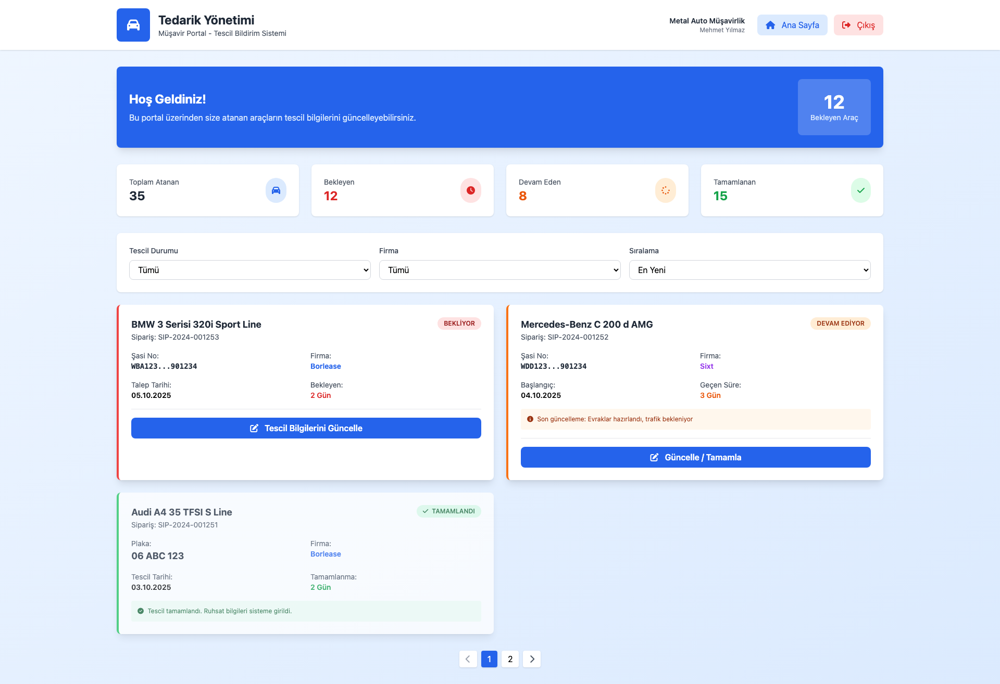 Tedarik Yönetimi
Müşavir Portal - Tescil Bildirim Sistemi
Metal Auto Müşavirlik
Mehmet Yılmaz
Ana Sayfa
Çıkış
Hoş Geldiniz!
Bu portal üzerinden size atanan araçların tescil bilgilerini güncelleyebilirsiniz.
12
Bekleyen Araç
Toplam Atanan
35
Bekleyen
12
Devam Eden
8
Tamamlanan
15
Tescil Durumu
Tümü
Firma
Tümü
Sıralama
En Yeni
BMW 3 Serisi 320i Sport Line
BEKLİYOR
Sipariş: SIP-2024-001253
Şasi No:
WBA123...901234
Firma:
Borlease
Talep Tarihi:
05.10.2025
Bekleyen:
2 Gün
Tescil Bilgilerini Güncelle
Mercedes-Benz C 200 d AMG
DEVAM EDİYOR
Sipariş: SIP-2024-001252
Şasi No:
WDD123...901234
Firma:
Sixt
Başlangıç:
04.10.2025
Geçen Süre:
3 Gün
Son güncelleme: Evraklar hazırlandı, trafik bekleniyor
Güncelle / Tamamla
Audi A4 35 TFSI S Line
TAMAMLANDI
Sipariş: SIP-2024-001251
Plaka:
06 ABC 123
Firma:
Borlease
Tescil Tarihi:
03.10.2025
Tamamlanma:
2 Gün
Tescil tamamlandı. Ruhsat bilgileri sisteme girildi.
1
2